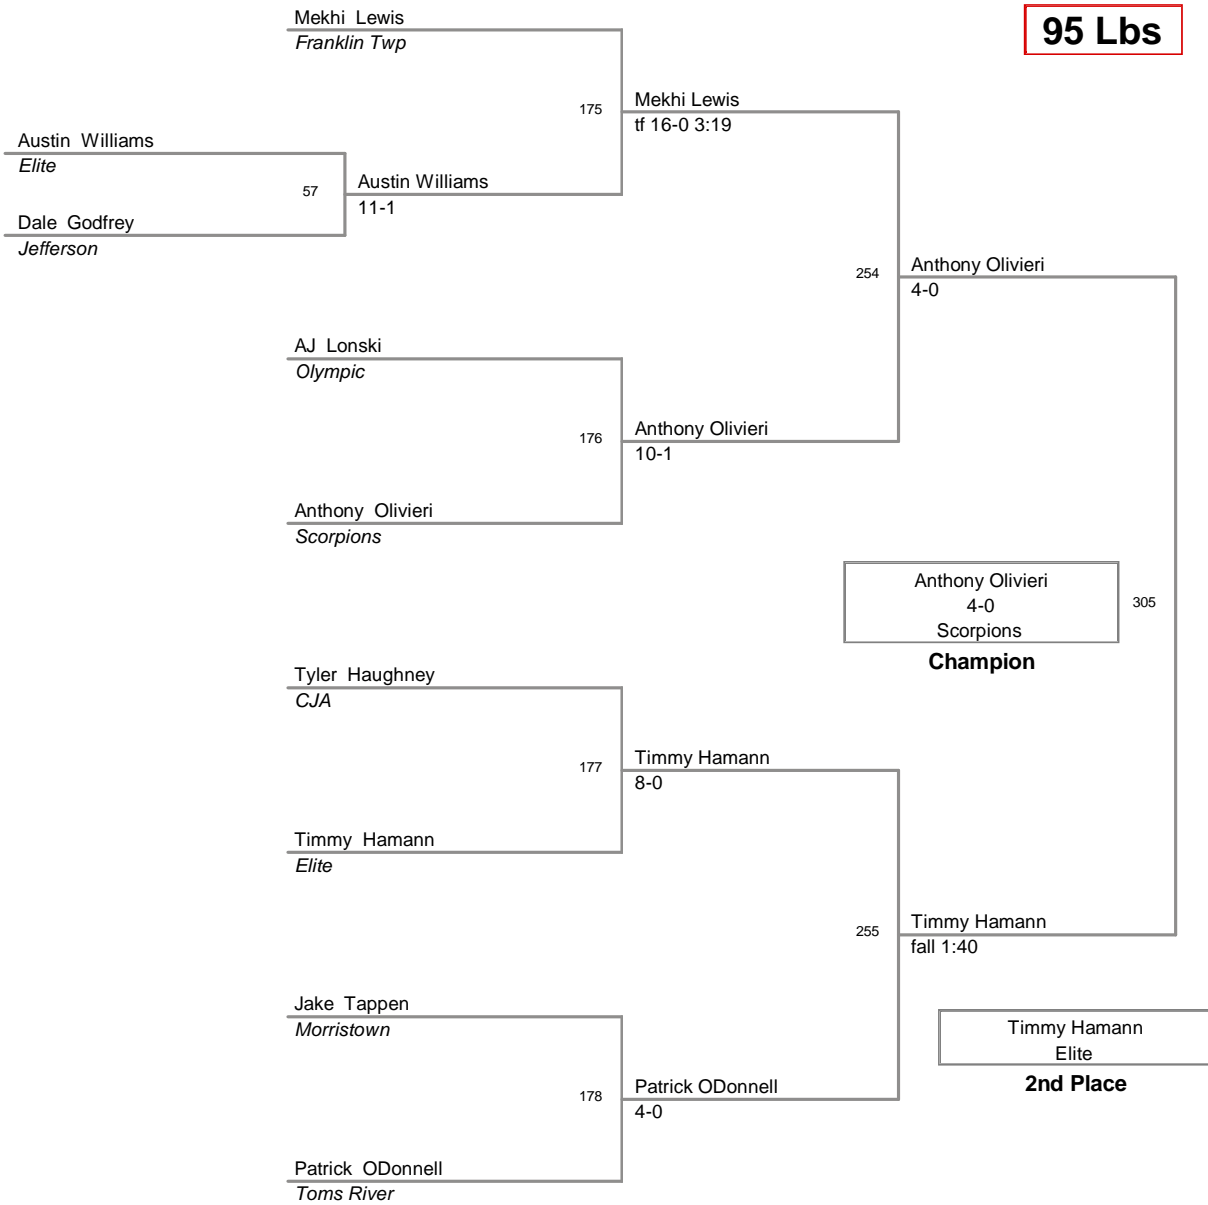 Mekhi Lewis
Franklin Twp
95 Lbs
175
Mekhi Lewis
tf 16-0 3:19
Austin Williams
Elite
57
Austin Williams
11-1
Dale Godfrey
Jefferson
254
Anthony Olivieri
4-0
AJ Lonski
Olympic
176
Anthony Olivieri
10-1
Anthony Olivieri
Scorpions
Anthony Olivieri
4-0
Scorpions
305
Champion
Tyler Haughney
CJA
177
Timmy Hamann
8-0
Timmy Hamann
Elite
255
Timmy Hamann
fall 1:40
Jake Tappen
Morristown
Timmy Hamann
Elite
2nd Place
178
Patrick ODonnell
4-0
Patrick ODonnell
Toms River